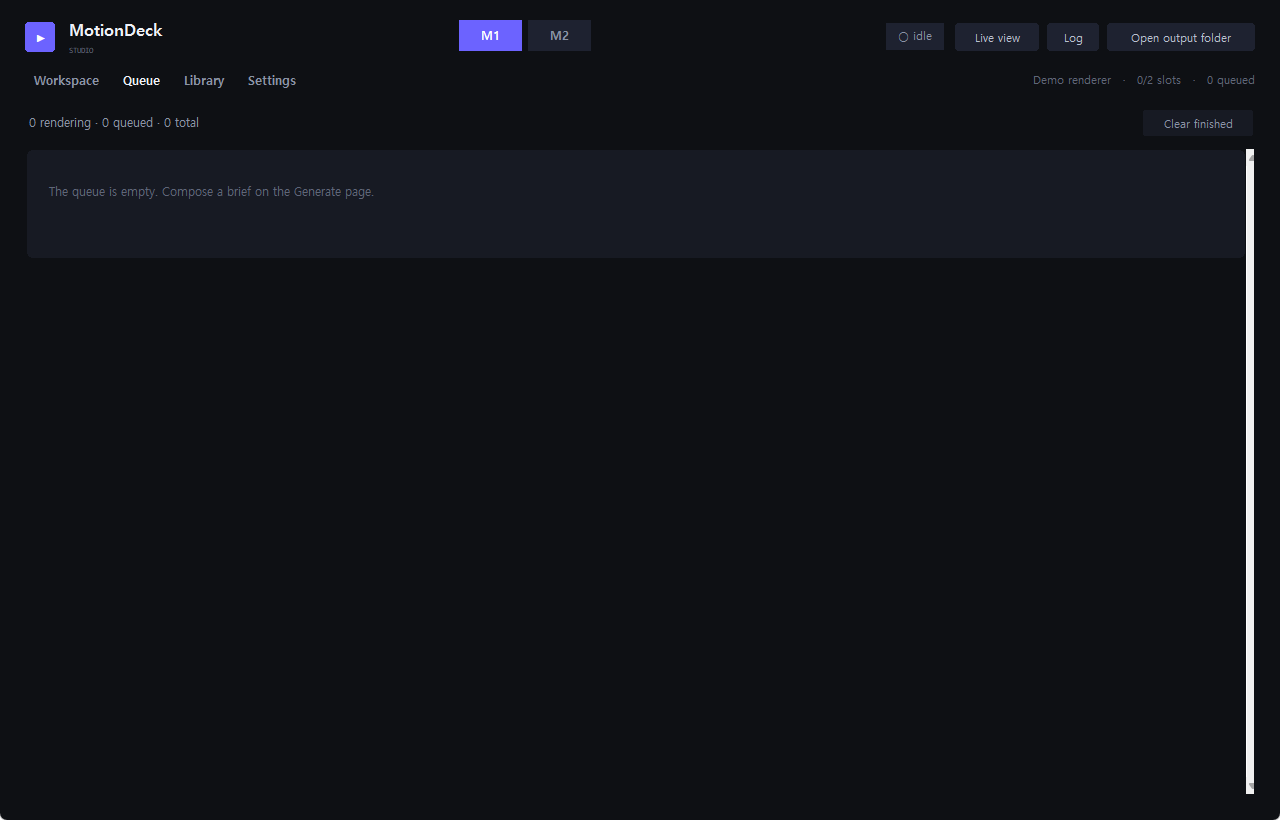 MotionDeck
STUDIO
M1
M2
idle
Live view
Log
Open output folder
Workspace
Queue
Library
Settings
Demo renderer · 0/2 slots · 0 queued
0 rendering · 0 queued · 0 total
Clear finished
The queue is empty. Compose a brief on the Generate page.